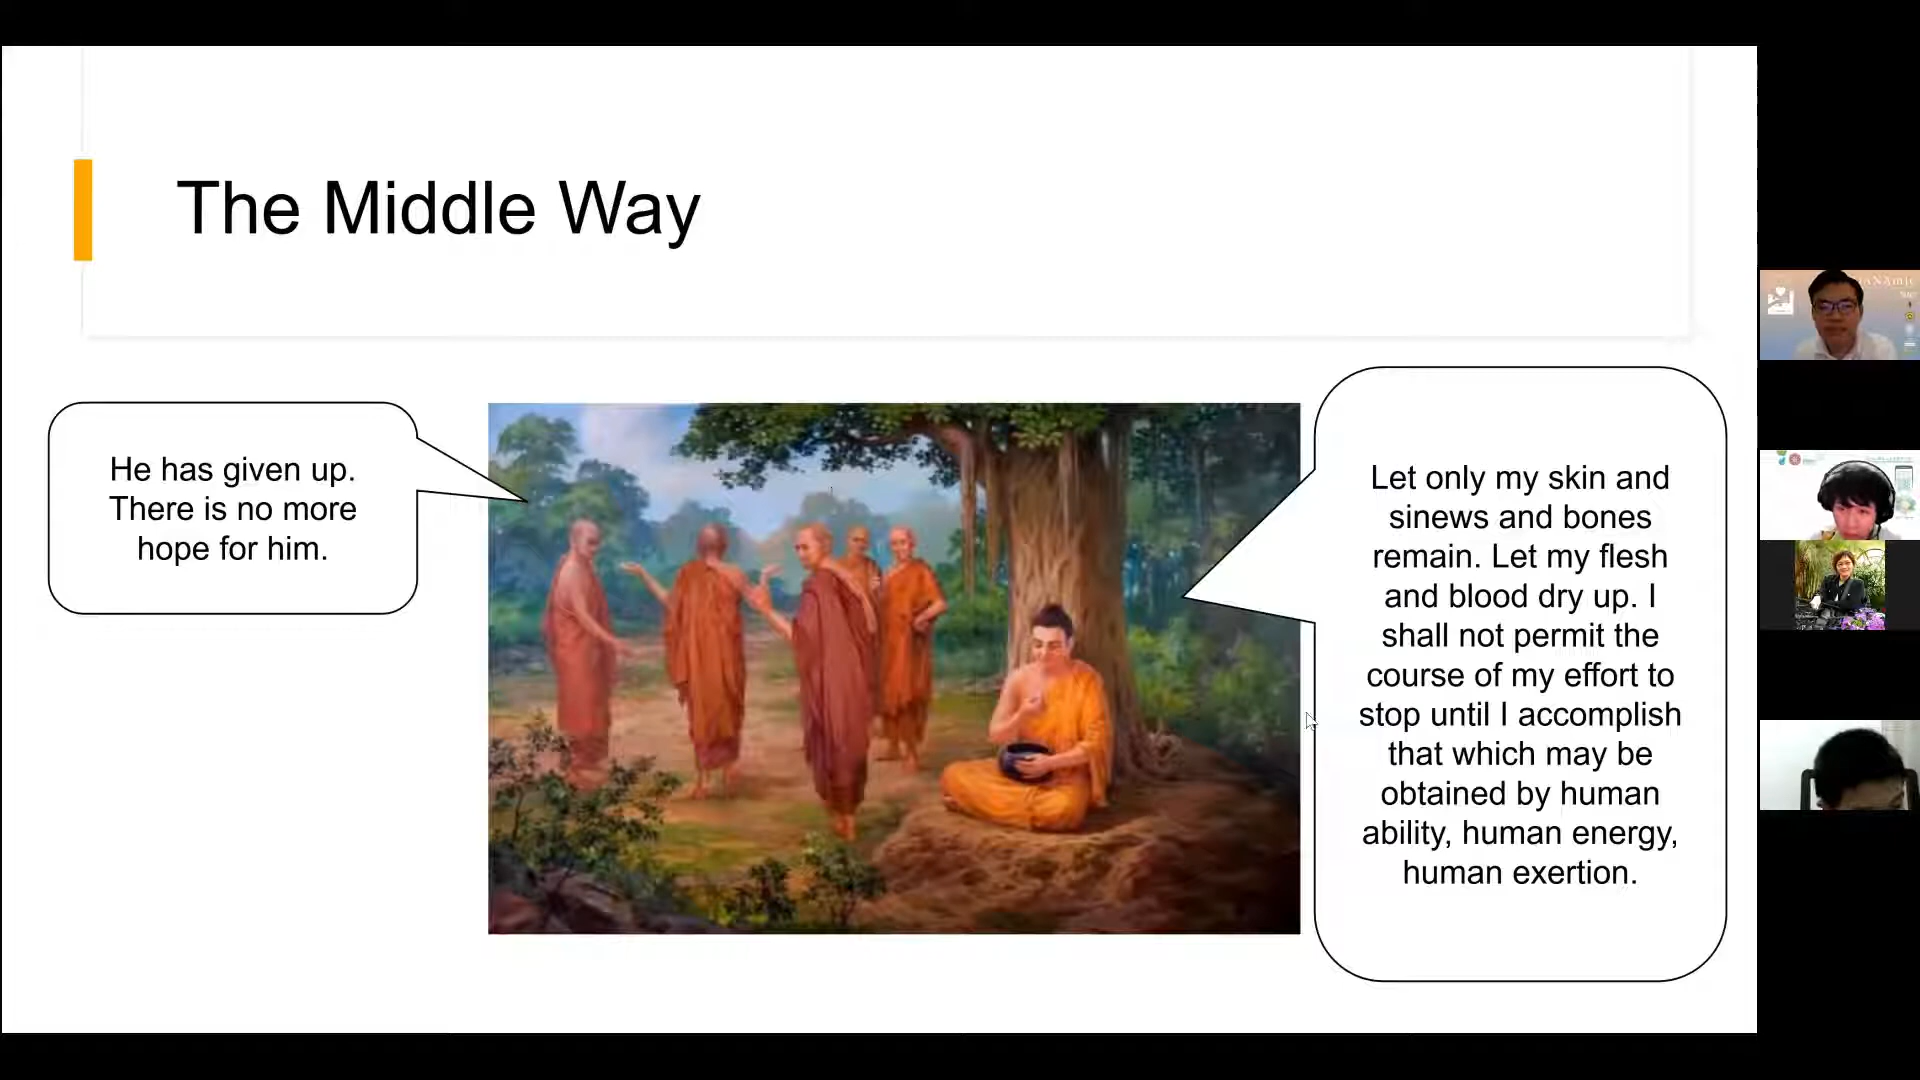 The Middle Way
He has given up.
There is no more
hope for him.
Let only my skin and
sinews and bones
remain. Let my flesh
and blood dry up. I
shall not permit the
course of my effort to
stop until I accomplish
that which may be
obtained by human
ability, human energy,
human exertion.